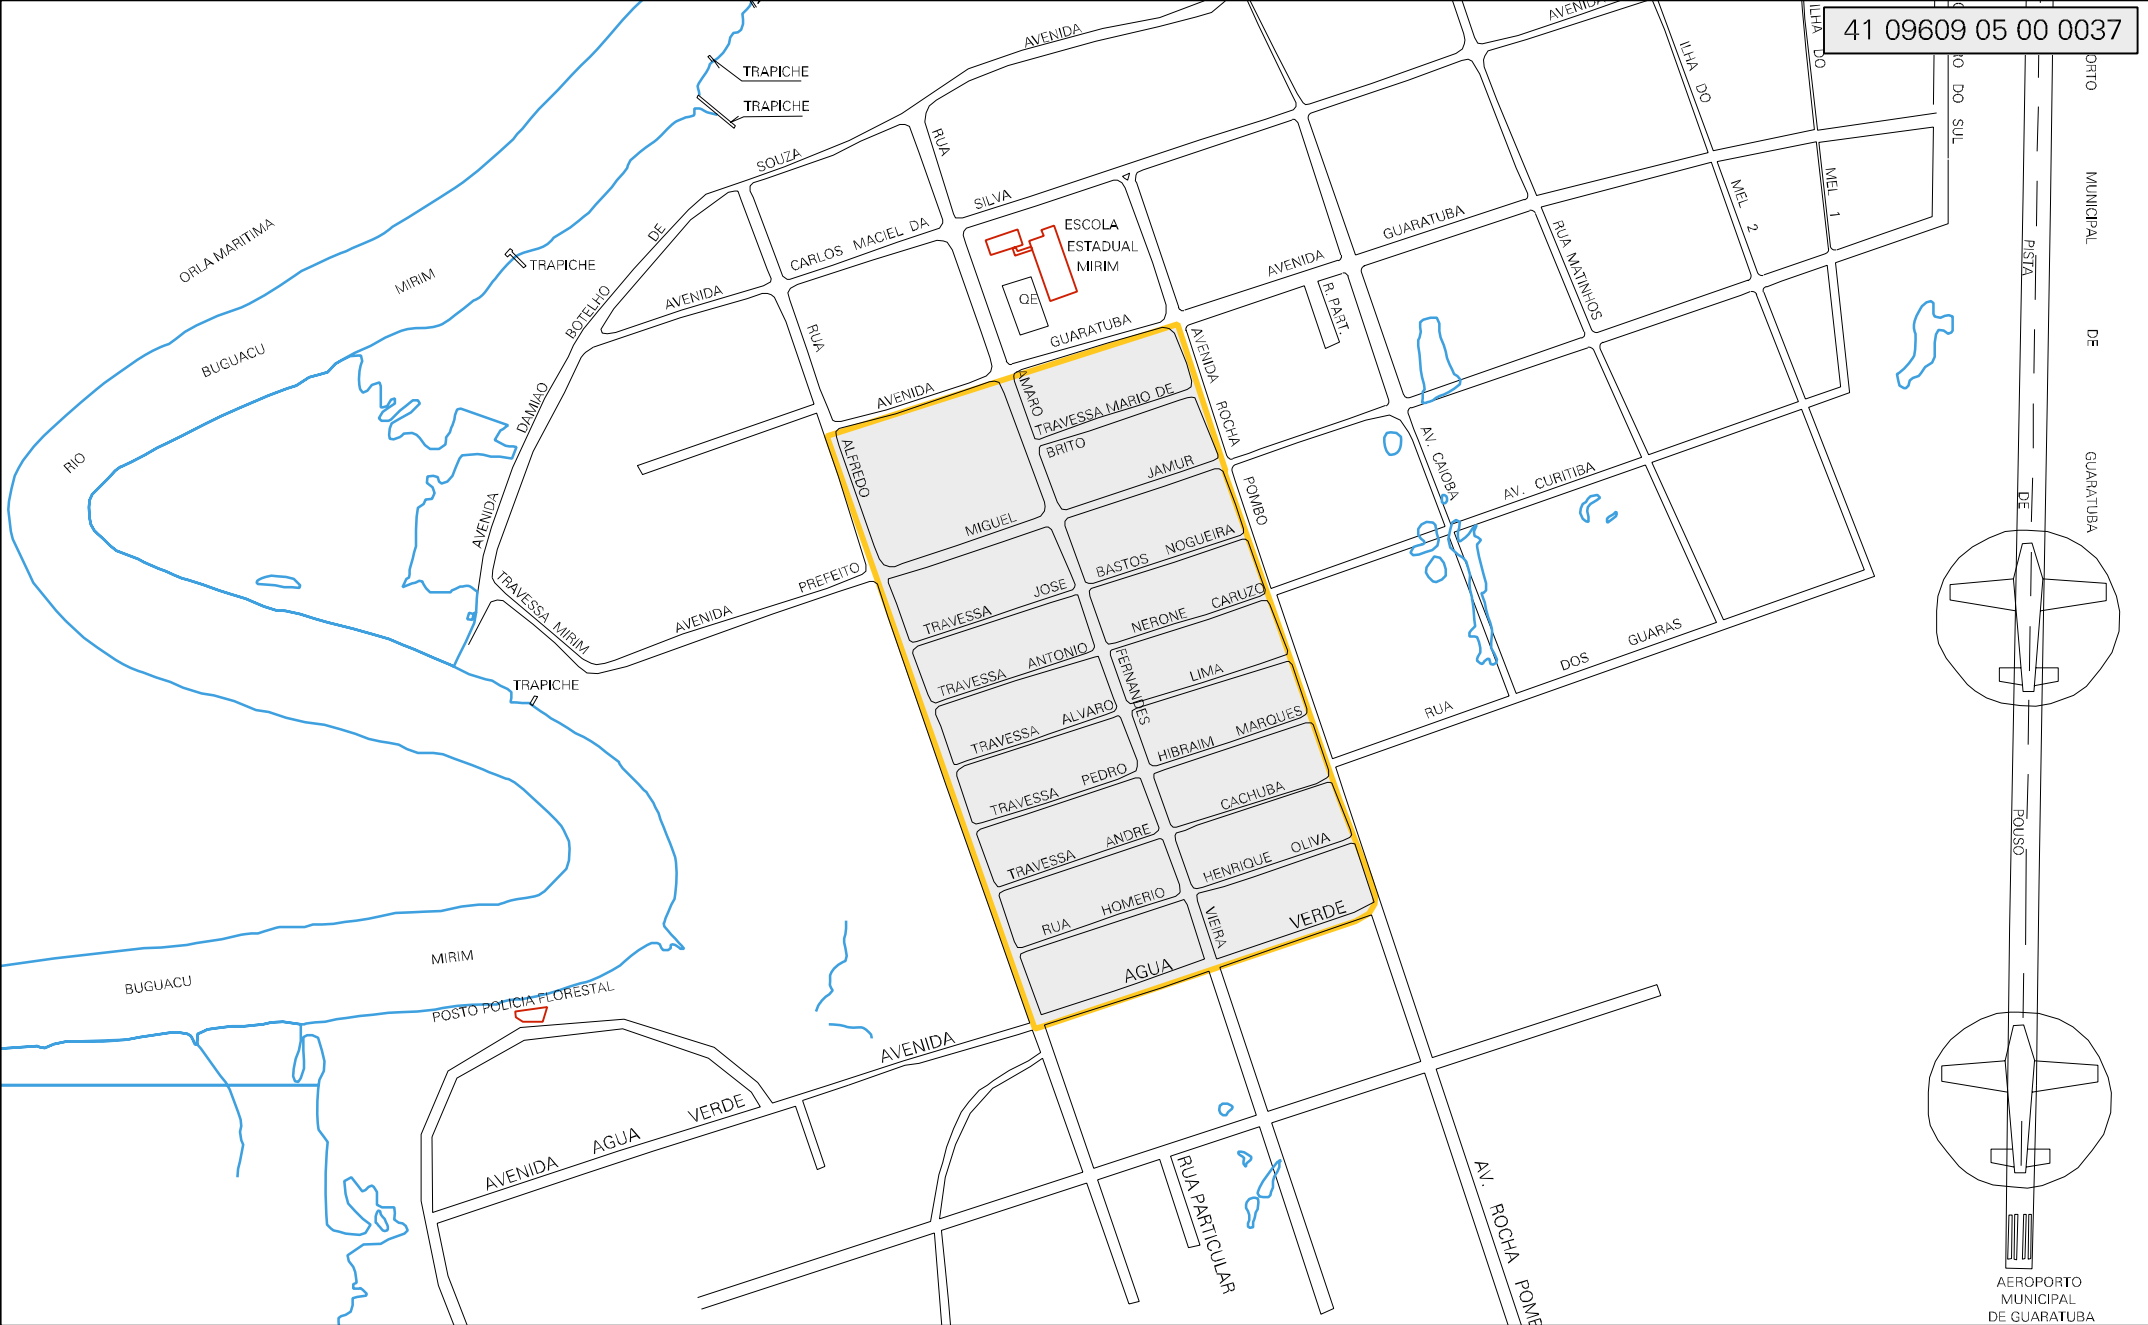 41 09609 05 00 0037
AVENIDA
AVENIDA
ILHA DO
ILHA DO
RO DO SUL
ORTO
MUNICIPAL
DE
GUARATUBA
TRAPICHE
TRAPICHE
SOUZA
RUA
SILVA
DE
CARLOS MACIEL DA
ESCOLA
ESTADUAL
MIRIM
QE
GUARATUBA
MEL 2
MEL 1
RUA MATINHOS
ORLA MARITIMA
MIRIM
TRAPICHE
BOTELHO
AVENIDA
AVENIDA
R. PART.
PISTA
DE
POUSO
BUGUACU
RUA
GUARATUBA
AVENIDA
ROCHA
POMBO
DAMIAO
AVENIDA
AMARO
TRAVESSA MARIO DE
BRITO
JAMUR
RIO
ALFREDO
AV. CAIOBA
AV. CURITIBA
AVENIDA
MIGUEL
BASTOS NOGUEIRA
TRAVESSA MIRIM
AVENIDA
PREFEITO
TRAVESSA JOSE
NERONE CARUZO
TRAVESSA ANTONIO
FERNANDES
LIMA
DOS GUARAS
RUA
TRAPICHE
TRAVESSA ALVARO
HIBRAIM MARQUES
TRAVESSA PEDRO
CACHUBA
TRAVESSA ANDRE
HENRIQUE OLIVA
RUA HOMERIO
VIEIRA
VERDE
AGUA
MIRIM
BUGUACU
POSTO POLICIA FLORESTAL
AVENIDA
AVENIDA AGUA VERDE
RUA PARTICULAR
AV. ROCHA POMB
AEROPORTO
MUNICIPAL
DE GUARATUBA